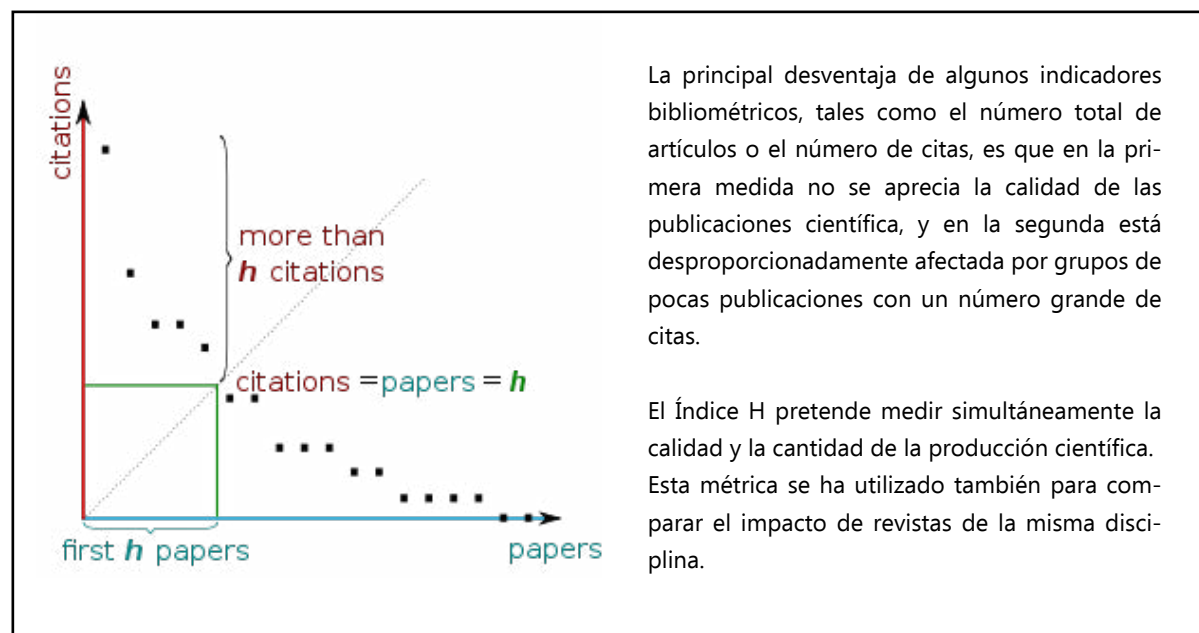 citations
more than
h citations
citations =papers = h
first h papers
papers
La principal desventaja de algunos indicadores
bibliométricos, tales como el número total de
artículos o el número de citas, es que en la pri-
mera medida no se aprecia la calidad de las
publicaciones científica, y en la segunda está
desproporcionadamente afectada por grupos de
pocas publicaciones con un número grande de
citas.
El Índice H pretende medir simultáneamente la
calidad y la cantidad de la producción científica.
Esta métrica se ha utilizado también para com-
parar el impacto de revistas de la misma disci-
plina.